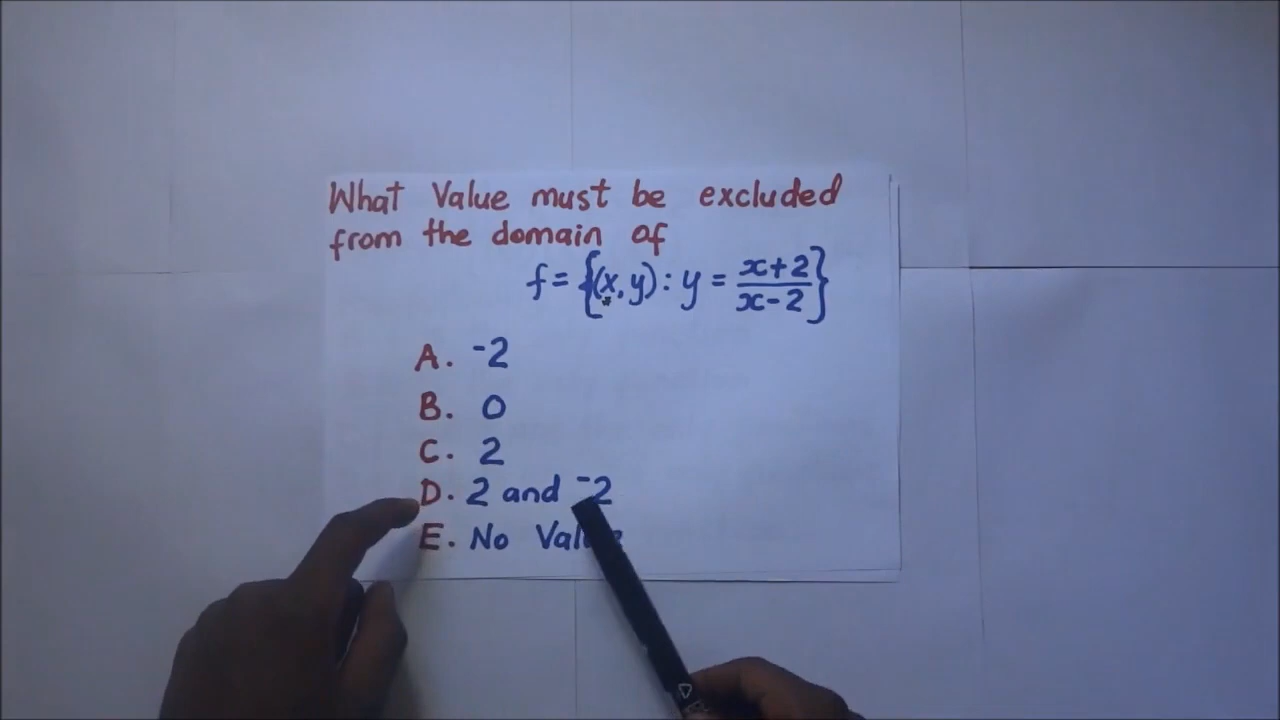 What Value must be excluded
from the domain of
f = {(x, y) : y = x+2 / x-2}
A. -2
B. 0
C. 2
D. 2 and -2
E. No